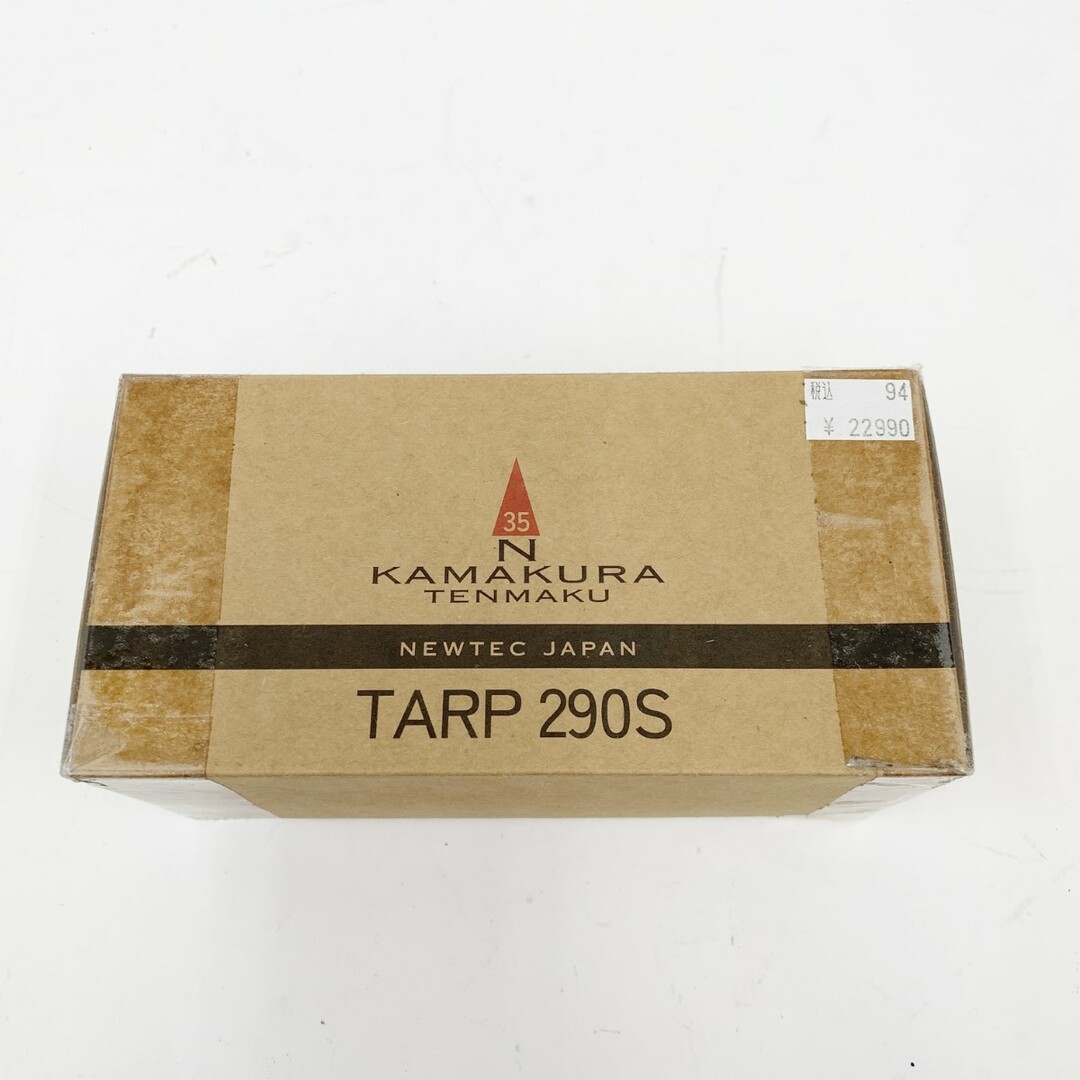 税込 94
¥ 22990
35
N
KAMAKURA
TENMAKU
NEWTEC JAPAN
TARP 290S